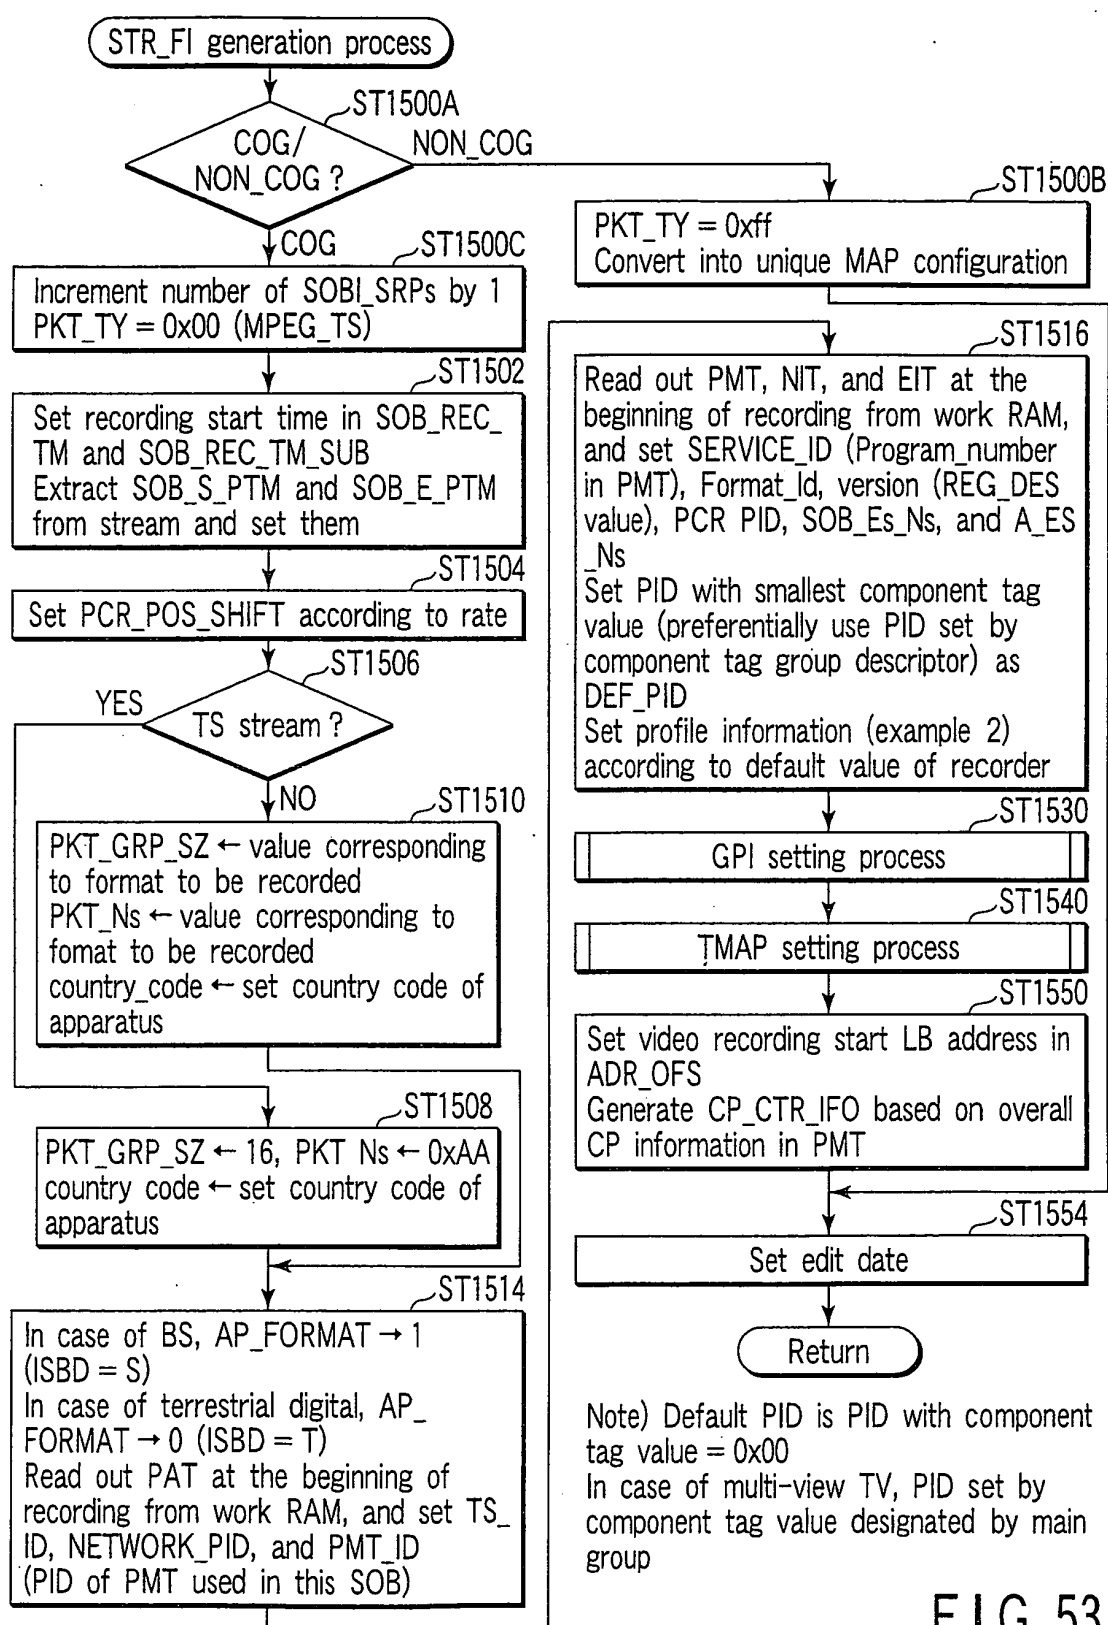 STR_FI generation process
ST1500A
COG/
NON_COG ?
NON_COG
COG
ST1500B
PKT_TY = 0xff
Convert into unique MAP configuration
ST1500C
Increment number of SOBI_SRPs by 1
PKT_TY = 0x00 (MPEG_TS)
ST1502
Set recording start time in SOB_REC_
TM and SOB_REC_TM_SUB
Extract SOB_S_PTM and SOB_E_PTM
from stream and set them
ST1504
Set PCR_POS_SHIFT according to rate
ST1506
TS stream ?
YES
NO
ST1510
PKT_GRP_SZ ← value corresponding
to format to be recorded
PKT_Ns ← value corresponding to
fomat to be recorded
country_code ← set country code of
apparatus
ST1508
PKT_GRP_SZ ← 16, PKT Ns ← 0xAA
country code ← set country code of
apparatus
ST1514
In case of BS, AP_FORMAT → 1
(ISBD = S)
In case of terrestrial digital, AP_
FORMAT → 0 (ISBD = T)
Read out PAT at the beginning of
recording from work RAM, and set TS_
ID, NETWORK_PID, and PMT_ID
(PID of PMT used in this SOB)
ST1516
Read out PMT, NIT, and EIT at the
beginning of recording from work RAM,
and set SERVICE_ID (Program_number
in PMT), Format_Id, version (REG_DES
value), PCR PID, SOB_Es_Ns, and A_ES
_Ns
Set PID with smallest component tag
value (preferentially use PID set by
component tag group descriptor) as
DEF_PID
Set profile information (example 2)
according to default value of recorder
ST1530
GPI setting process
ST1540
TMAP setting process
ST1550
Set video recording start LB address in
ADR_OFS
Generate CP_CTR_IFO based on overall
CP information in PMT
ST1554
Set edit date
Return
Note) Default PID is PID with component
tag value = 0x00
In case of multi-view TV, PID set by
component tag value designated by main
group
FIG. 53